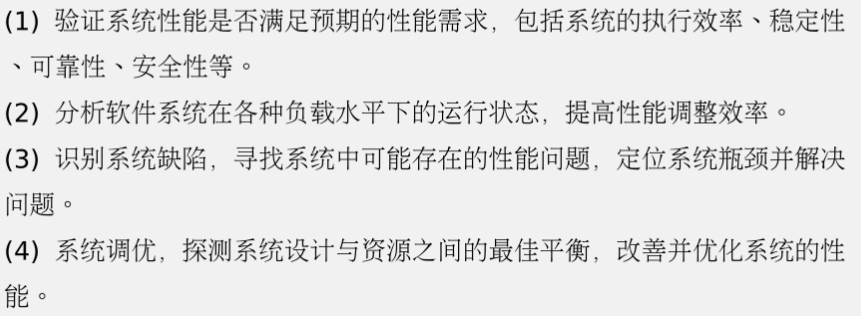 (1) 验证系统性能是否满足预期的性能需求，包括系统的执行效率、稳定性
、可靠性、安全性等。
(2) 分析软件系统在各种负载水平下的运行状态，提高性能调整效率。
(3) 识别系统缺陷，寻找系统中可能存在的性能问题，定位系统瓶颈并解决
问题。
(4) 系统调优，探测系统设计与资源之间的最佳平衡，改善并优化系统的性
能。